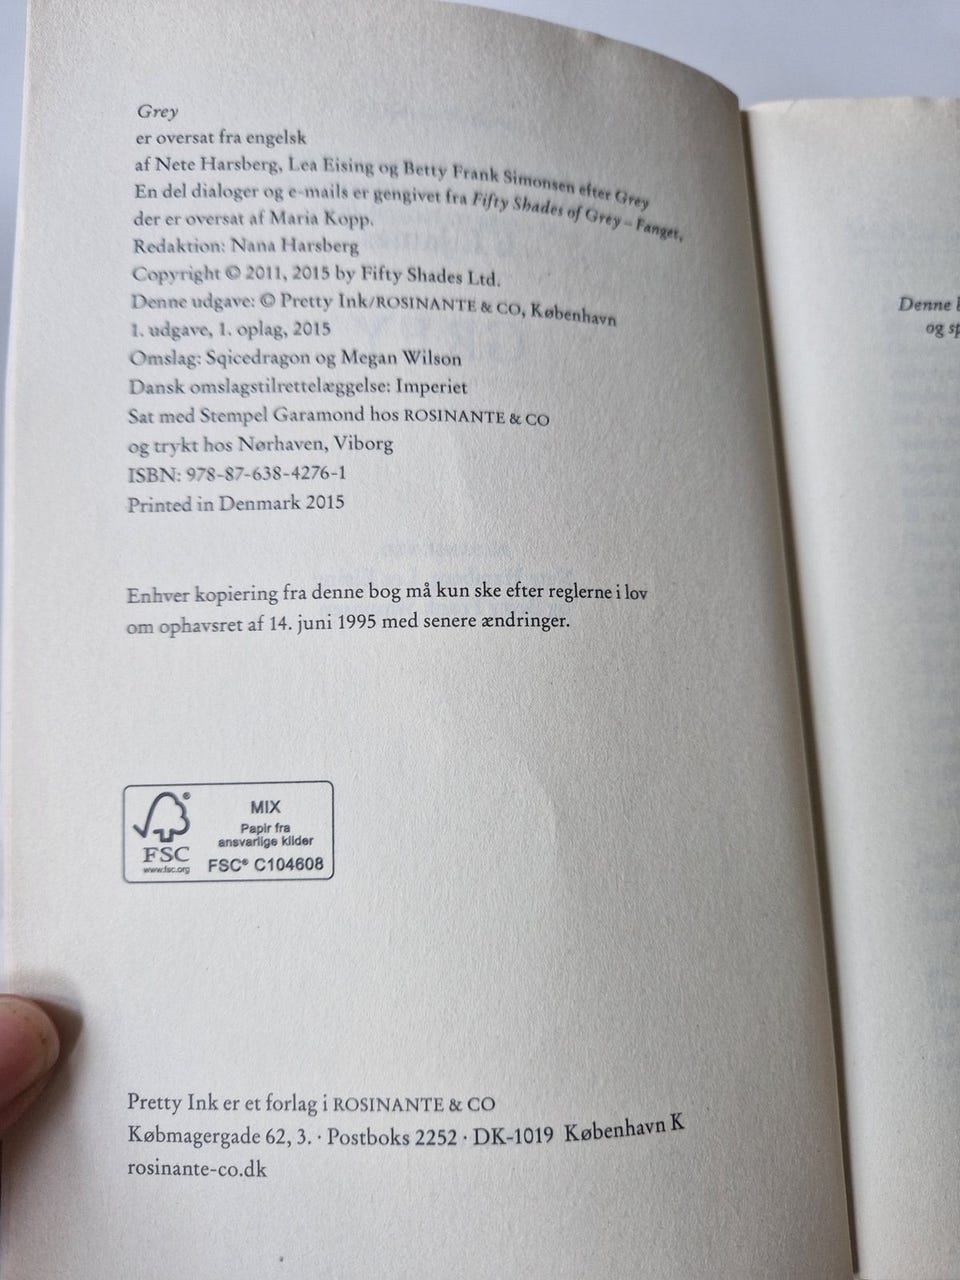 Grey
er oversat fra engelsk
af Nete Harsberg, Lea Eising og Betty Frank Simonsen efter Grey
En del dialoger og e-mails er gengivet fra Fifty Shades of Grey – Fanget,
der er oversat af Maria Kopp.
Redaktion: Nana Harsberg
Copyright © 2011, 2015 by Fifty Shades Ltd.
Denne udgave: © Pretty Ink/ROSINANTE & CO, København
1. udgave, 1. oplag, 2015
Omslag: Sqicedragon og Megan Wilson
Dansk omslagstilrettelæggelse: Imperiet
Sat med Stempel Garamond hos ROSINANTE & CO
og trykt hos Nørhaven, Viborg
ISBN: 978-87-638-4276-1
Printed in Denmark 2015
Enhver kopiering fra denne bog må kun ske efter reglerne i lov
om ophavsret af 14. juni 1995 med senere ændringer.
FSC®
www.fsc.org
MIX
Papir fra
ansvarlige kilder
FSC® C104608
Pretty Ink er et forlag i ROSINANTE & CO
Købmagergade 62, 3. · Postboks 2252 · DK-1019 København K
rosinante-co.dk
Denne
og